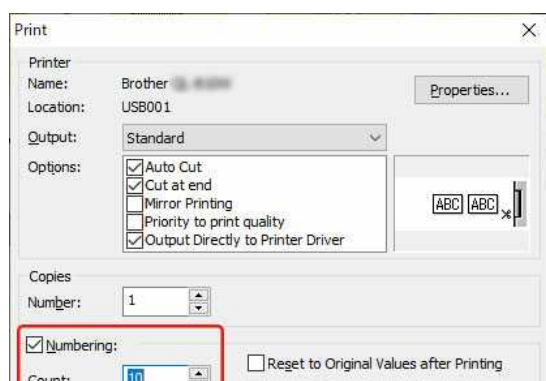 Print
Printer
Name: Brother
Properties...
Location: USB001
Output: Standard
Options: Auto Cut
Cut at end
Mirror Printing
Priority to print quality
Output Directly to Printer Driver
ABC ABC
Copies
Number: 1
Numbering:
Reset to Original Values after Printing
Count: 10